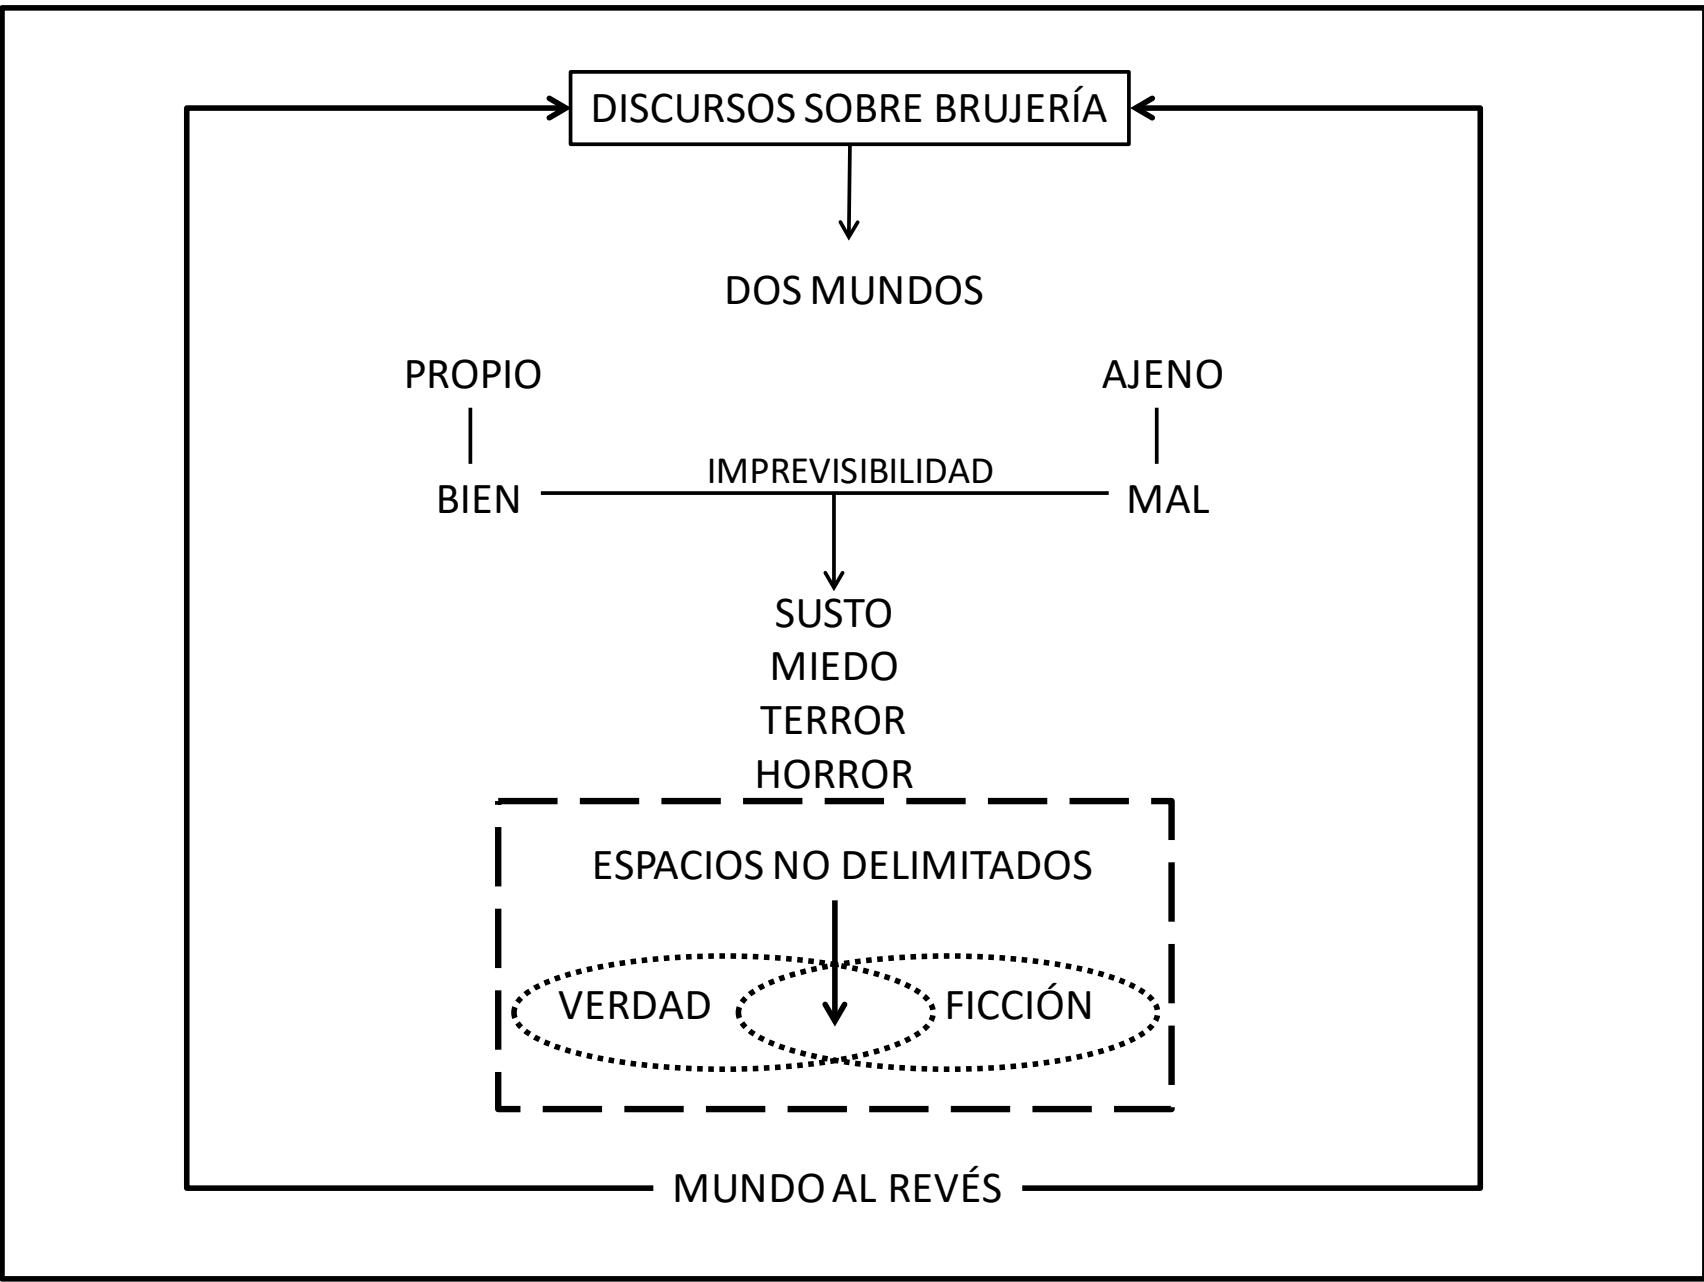 DISCURSOS SOBRE BRUJERÍA
DOS MUNDOS
PROPIO
AJENO
IMPREVISIBILIDAD
BIEN
MAL
SUSTO
MIEDO
TERROR
HORROR
ESPACIOS NO DELIMITADOS
VERDAD
FICCIÓN
MUNDO AL REVÉS